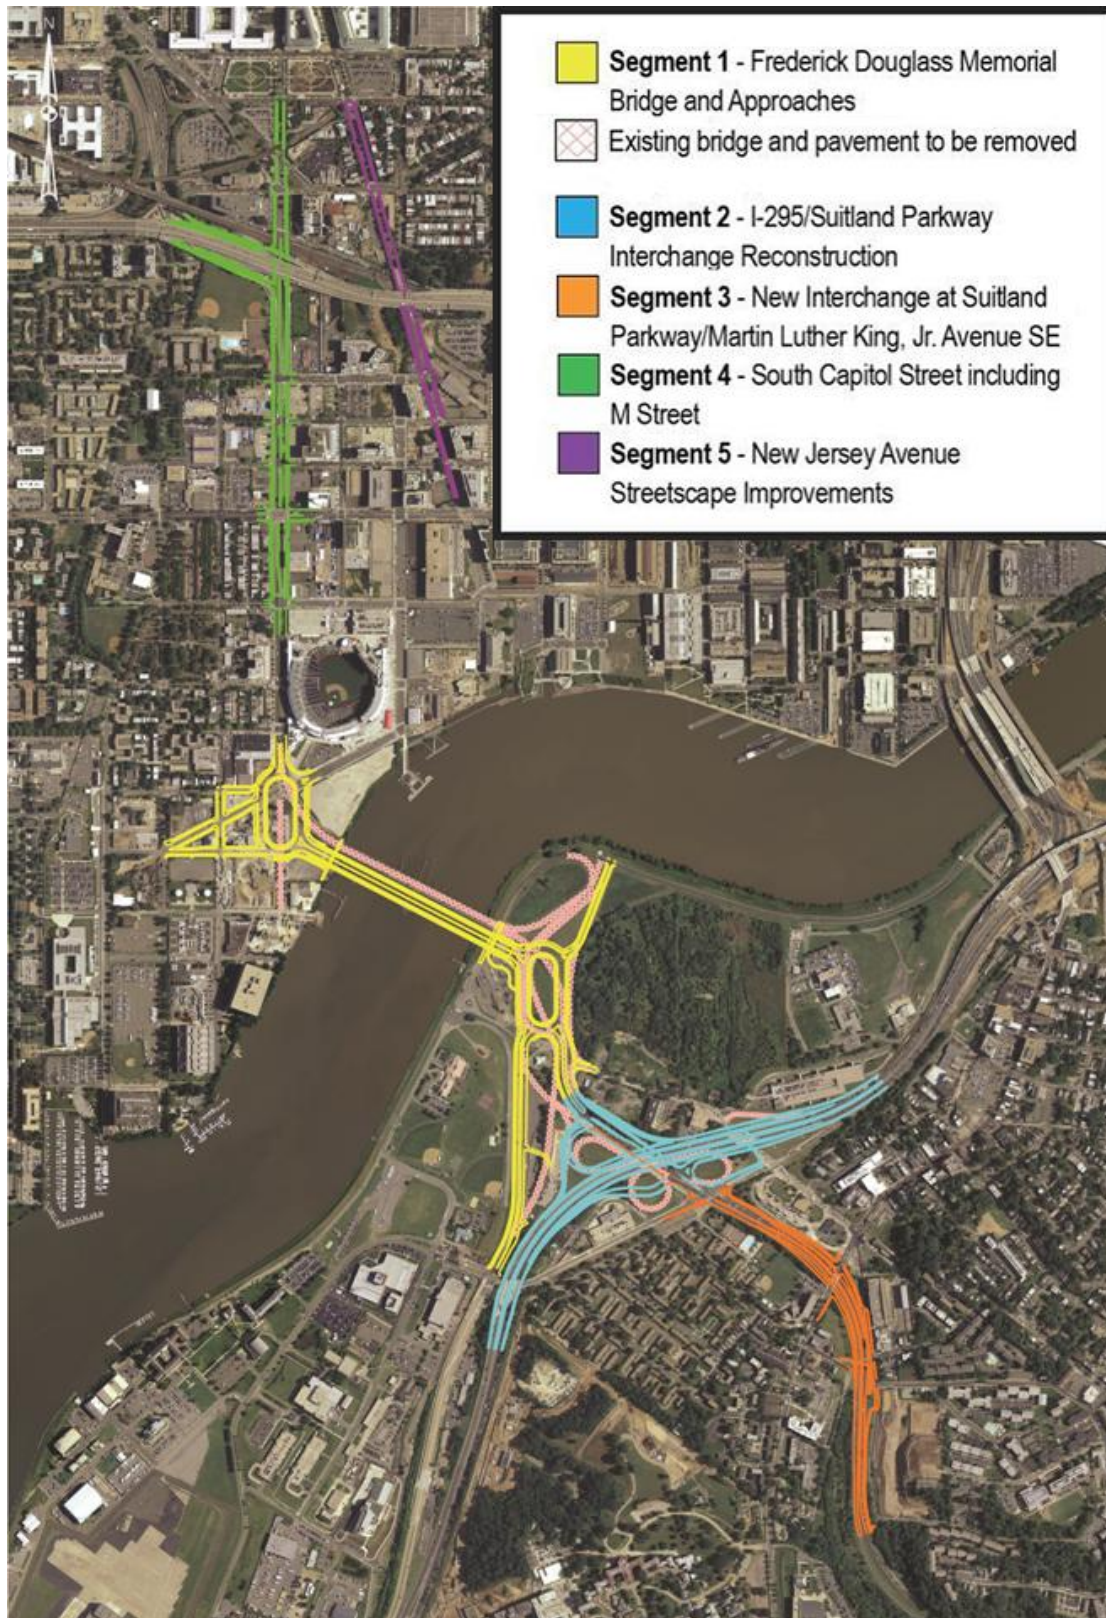 N
Segment 1 - Frederick Douglass Memorial
Bridge and Approaches
Existing bridge and pavement to be removed
Segment 2 - I-295/Suitland Parkway
Interchange Reconstruction
Segment 3 - New Interchange at Suitland
Parkway/Martin Luther King, Jr. Avenue SE
Segment 4 - South Capitol Street including
M Street
Segment 5 - New Jersey Avenue
Streetscape Improvements